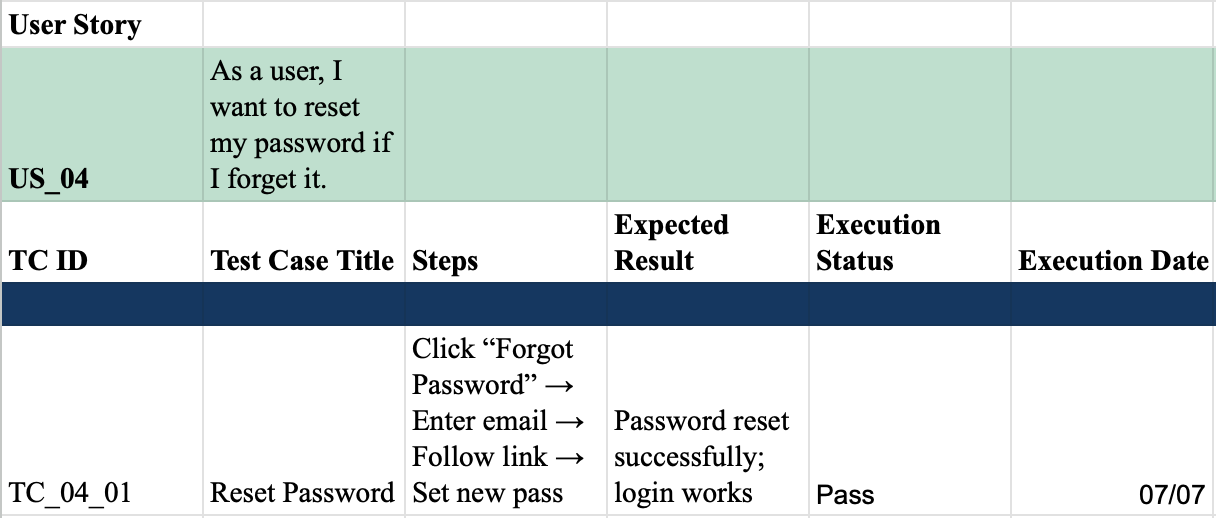 User Story
US_04
As a user, I
want to reset
my password if
I forget it.
TC ID
Test Case Title
Steps
Expected
Result
Execution
Status
Execution Date
TC_04_01
Reset Password
Click “Forgot
Password” →
Enter email →
Follow link →
Set new pass
Password reset
successfully;
login works
Pass
07/07